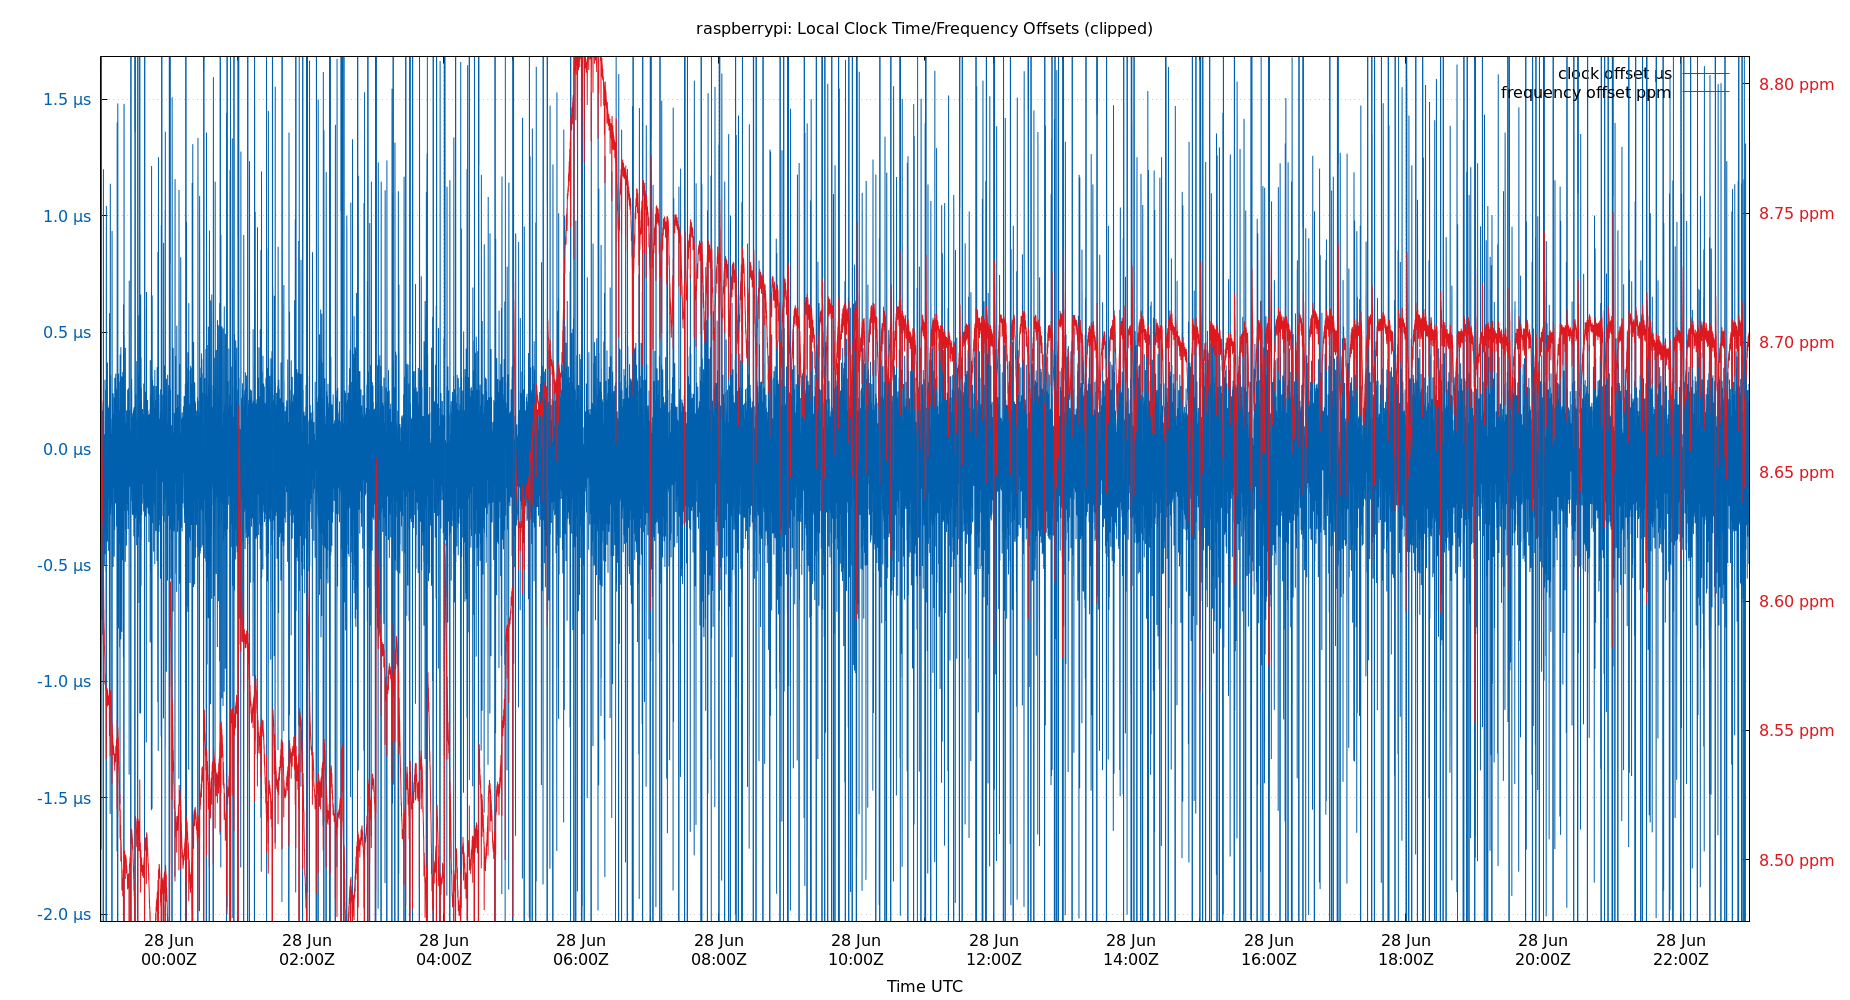 raspberrypi: Local Clock Time/Frequency Offsets (clipped)
clock offset µs
frequency offset ppm
1.5 µs
1.0 µs
0.5 µs
0.0 µs
-0.5 µs
-1.0 µs
-1.5 µs
-2.0 µs
8.80 ppm
8.75 ppm
8.70 ppm
8.65 ppm
8.60 ppm
8.55 ppm
8.50 ppm
28 Jun 28 Jun 28 Jun 28 Jun 28 Jun 28 Jun 28 Jun 28 Jun 28 Jun 28 Jun 28 Jun 28 Jun
00:00Z 02:00Z 04:00Z 06:00Z 08:00Z 10:00Z 12:00Z 14:00Z 16:00Z 18:00Z 20:00Z 22:00Z
Time UTC